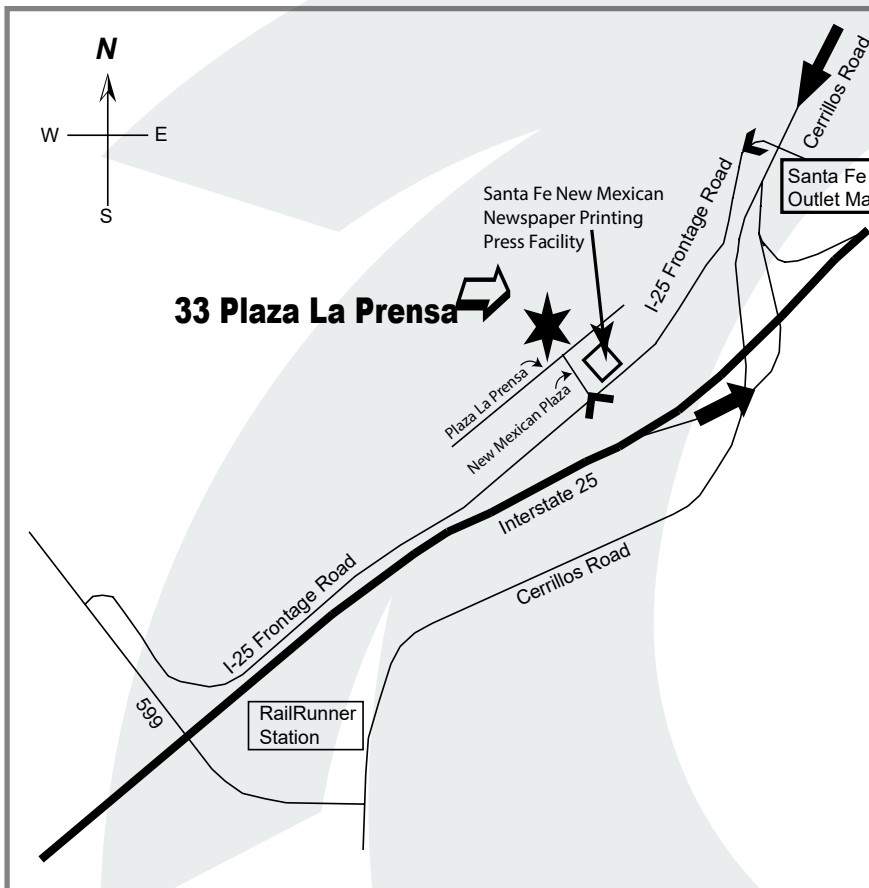 N
W
E
S
Cerrillos Road
Santa Fe
Outlet Ma
I-25 Frontage Road
Santa Fe New Mexican
Newspaper Printing
Press Facility
33 Plaza La Prensa
Plaza La Prensa
New Mexican Plaza
Interstate 25
Cerrillos Road
I-25 Frontage Road
599
RailRunner
Station